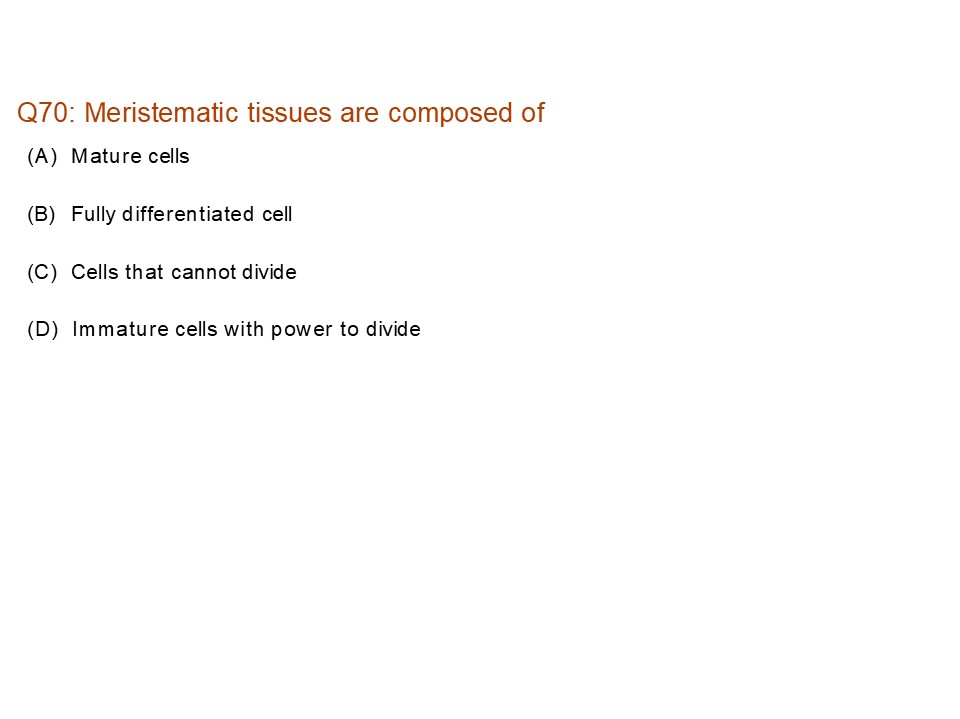 Q70: Meristematic tissues are composed of
(A) Mature cells
(B) Fully differentiated cell
(C) Cells that cannot divide
(D) Immature cells with power to divide